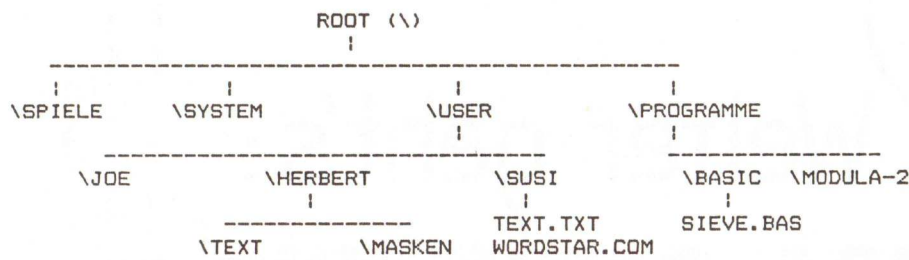 ROOT (\)
\SPIELE \SYSTEM \USER \PROGRAMME
\JOE \HERBERT \SUSI \BASIC \MODULA-2
TEXT.TXT SIEVE.BAS
\TEXT \MASKEN WORDSTAR.COM